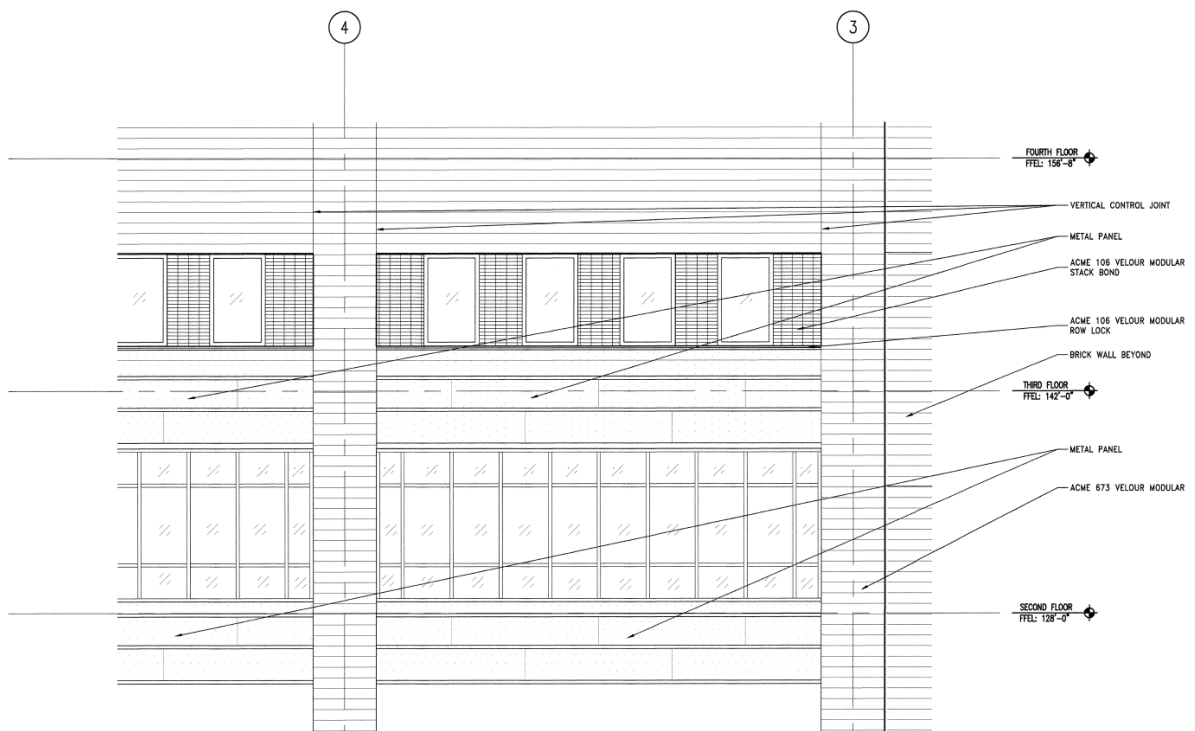 4
3
FOURTH FLOOR
FFEL: 156'-8"
VERTICAL CONTROL JOINT
METAL PANEL
ACME 106 VELOUR MODULAR
STACK BOND
ACME 106 VELOUR MODULAR
ROW LOCK
BRICK WALL BEYOND
THIRD FLOOR
FFEL: 142'-0"
METAL PANEL
ACME 673 VELOUR MODULAR
SECOND FLOOR
FFEL: 128'-0"